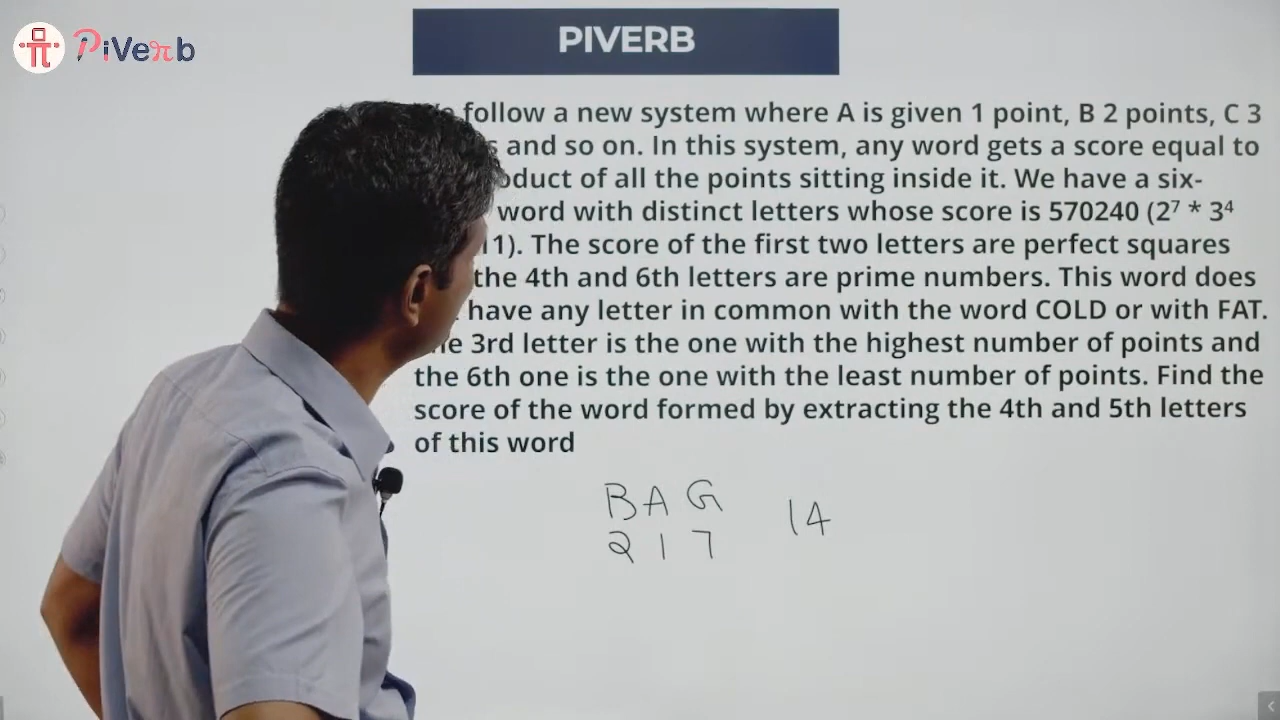 PiVerb
PIVERB
follow a new system where A is given 1 point, B 2 points, C 3
and so on. In this system, any word gets a score equal to
of all the points sitting inside it. We have a six-
word with distinct letters whose score is 570240 (2⁷ * 3⁴
11). The score of the first two letters are perfect squares
the 4th and 6th letters are prime numbers. This word does
have any letter in common with the word COLD or with FAT.
3rd letter is the one with the highest number of points and
the 6th one is the one with the least number of points. Find the
score of the word formed by extracting the 4th and 5th letters
of this word
B A G 14
2 1 7